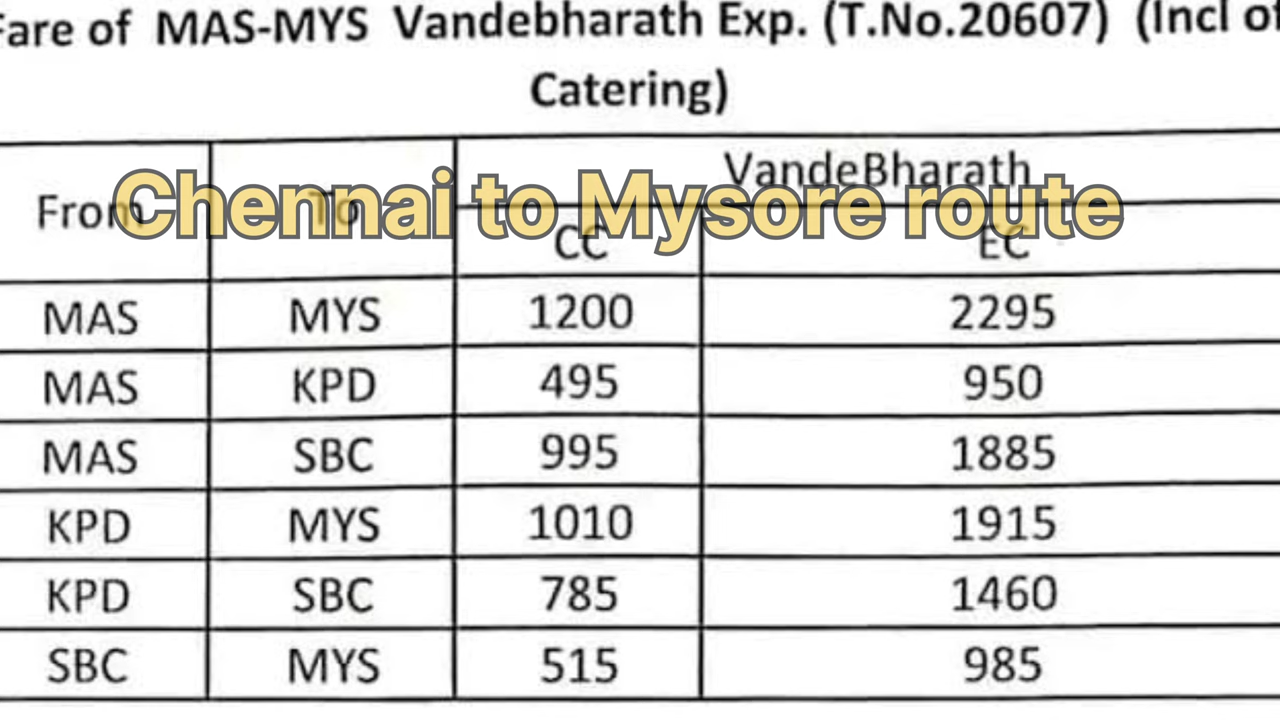 Fare of MAS-MYS Vandebharath Exp. (T.No.20607) (Incl of
Catering)
From To VandeBharath
Chennai to Mysore route
CC EC
MAS MYS 1200 2295
MAS KPD 495 950
MAS SBC 995 1885
KPD MYS 1010 1915
KPD SBC 785 1460
SBC MYS 515 985